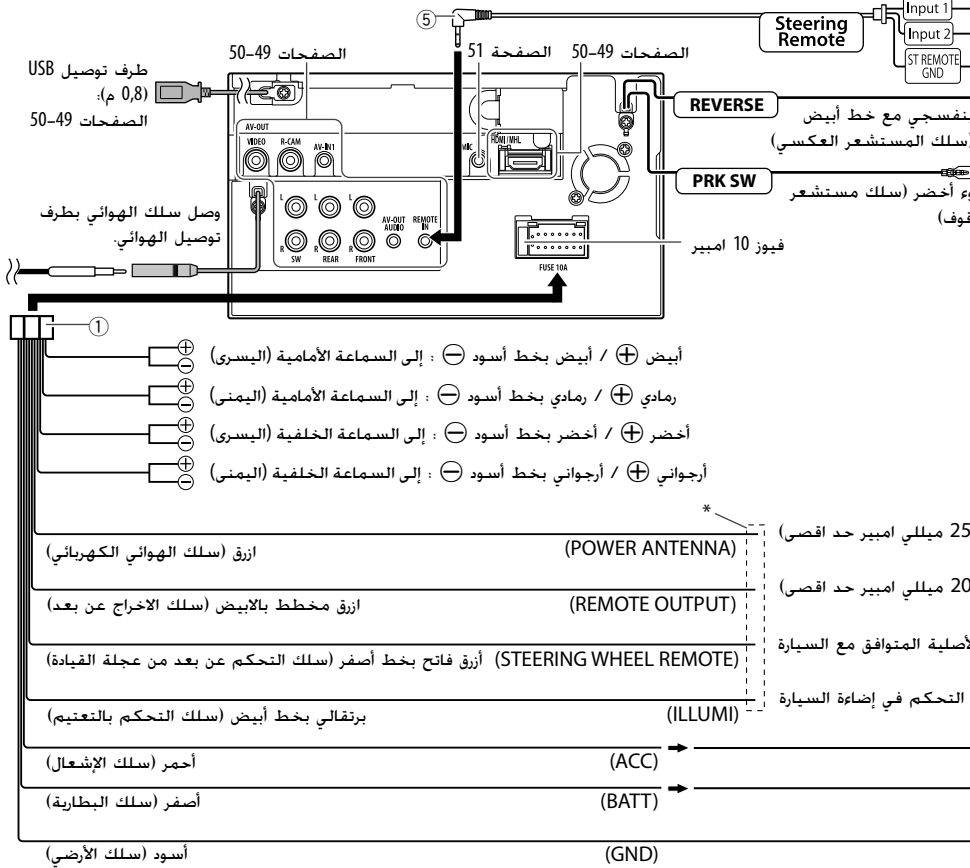 Input 1
Steering
Remote
Input 2
ST REMOTE
GND
⑤
الصفحات 49–50
الصفحة 51
الصفحات 49–50
طرف توصيل USB
(0,8 م):
الصفحات 49–50
REVERSE
خط أبيض
(سلك المستشعر العكسي)
PRK SW
أخضر (سلك مستشعر
AV-OUT
VIDEO
R-CAM
AV-IN1
MIC
HDMI/MHL
وصل سلك الهوائي بطرف
توصيل الهوائي.
L
L
L
R
R
R
SW
REAR
FRONT
AV-OUT
AUDIO
REMOTE
IN
فيوز 10 امبير
FUSE 10A
①
أبيض ⊕ / أبيض بخط أسود ⊖ : إلى السماعة الأمامية (اليسرى)
⊕
⊖
رمادي ⊕ / رمادي بخط أسود ⊖ : إلى السماعة الأمامية (اليمنى)
⊕
⊖
أخضر ⊕ / أخضر بخط أسود ⊖ : إلى السماعة الخلفية (اليسرى)
⊕
⊖
أرجواني ⊕ / أرجواني بخط أسود ⊖ : إلى السماعة الخلفية (اليمنى)
⊕
⊖
*
25 ميللي امبير حد اقصى)
(POWER ANTENNA)
ازرق (سلك الهوائي الكهربائي)
20 ميللي امبير حد اقصى)
(REMOTE OUTPUT)
ازرق مخطط بالابيض (سلك الاخراج عن بعد)
المتوافق مع السيارة
(STEERING WHEEL REMOTE)
أزرق فاتح بخط أصفر (سلك التحكم عن بعد من عجلة القيادة)
التحكم في إضاءة السيارة
(ILLUMI)
برتقالي بخط أبيض (سلك التحكم بالتعتيم)
(ACC)
أحمر (سلك الإشعال)
(BATT)
أصفر (سلك البطارية)
(GND)
أسود (سلك الأرضي)